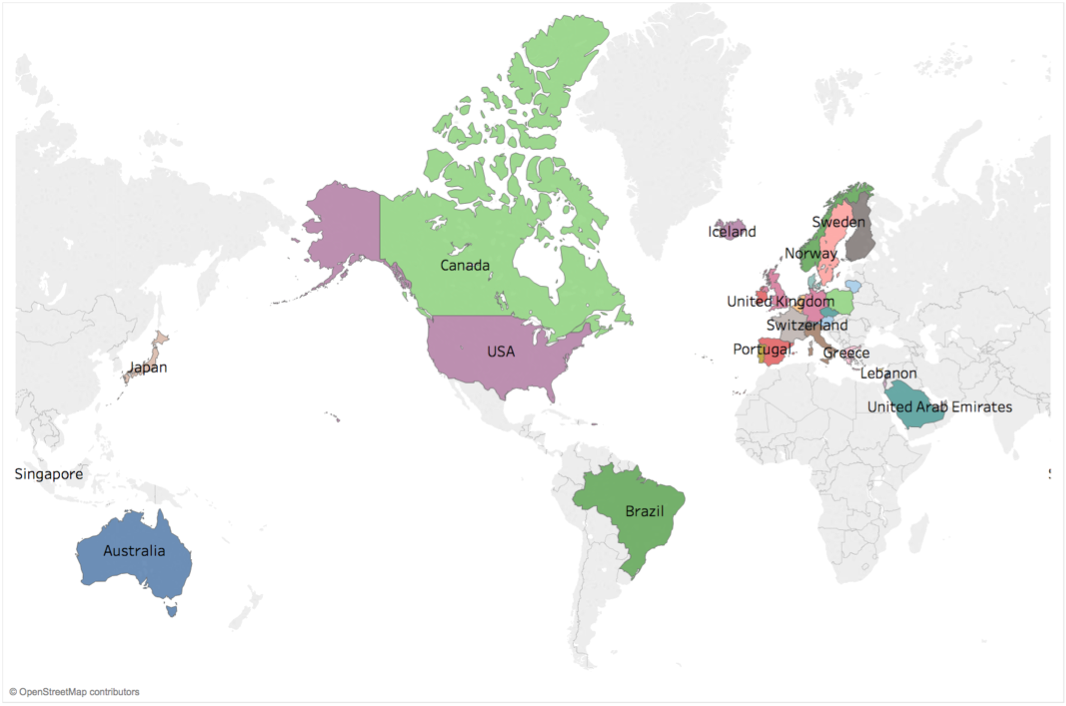 Sweden
Iceland
Norway
Canada
United Kingdom
Switzerland
USA
Portugal
Greece
Japan
Lebanon
United Arab Emirates
Singapore
Brazil
Australia
© OpenStreetMap contributors